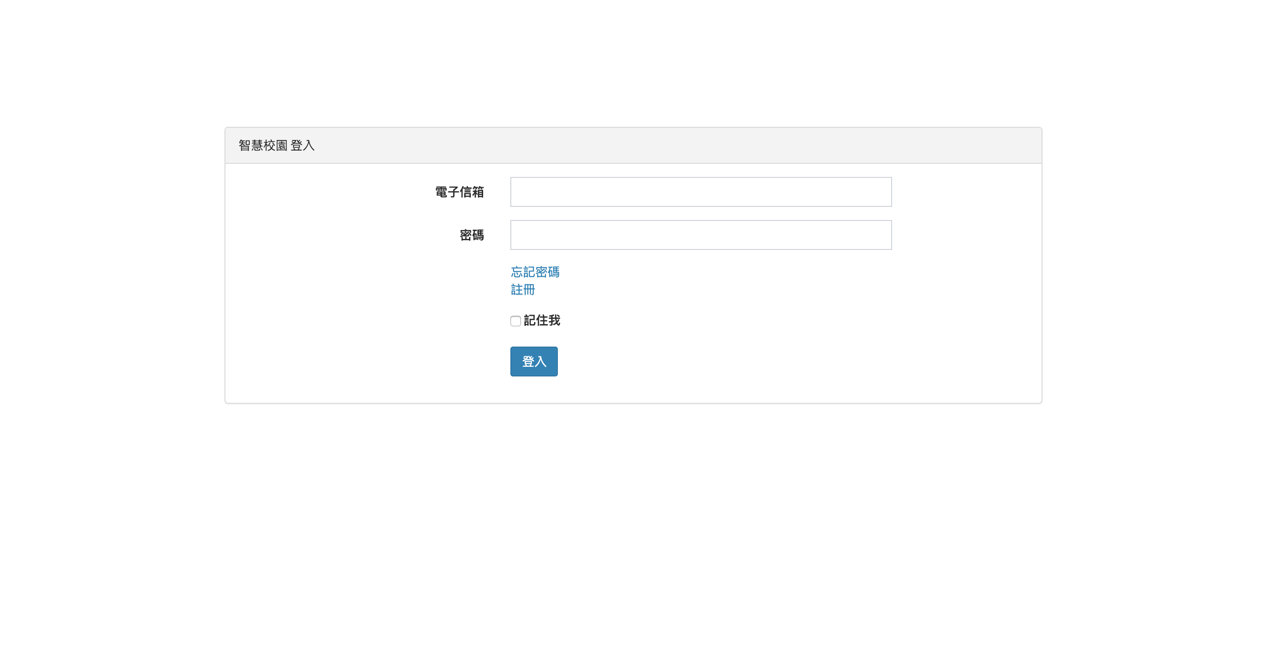 智慧校園 登入
電子信箱
密碼
忘記密碼
註冊
記住我
登入